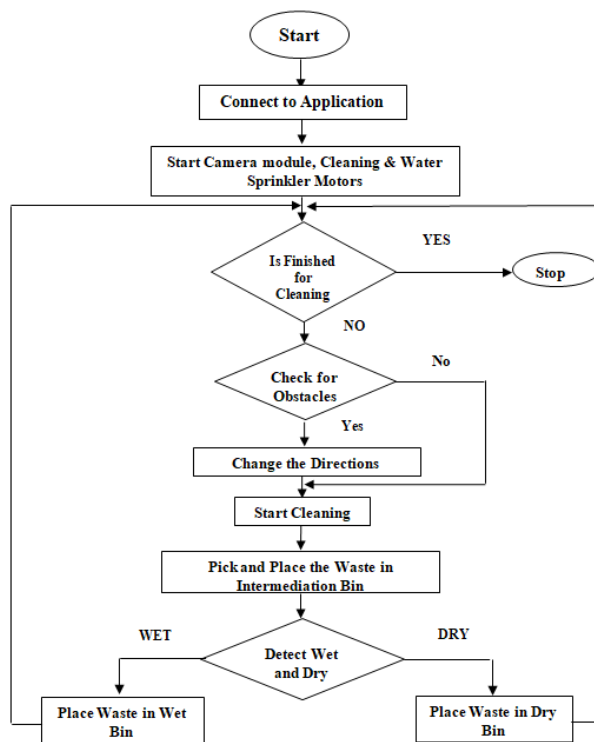 Start
Connect to Application
Start Camera module, Cleaning & Water
Sprinkler Motors
YES
Is Finished
for
Cleaning
Stop
NO
No
Check for
Obstacles
Yes
Change the Directions
Start Cleaning
Pick and Place the Waste in
Intermediation Bin
WET
DRY
Detect Wet
and Dry
Place Waste in Wet
Bin
Place Waste in Dry
Bin